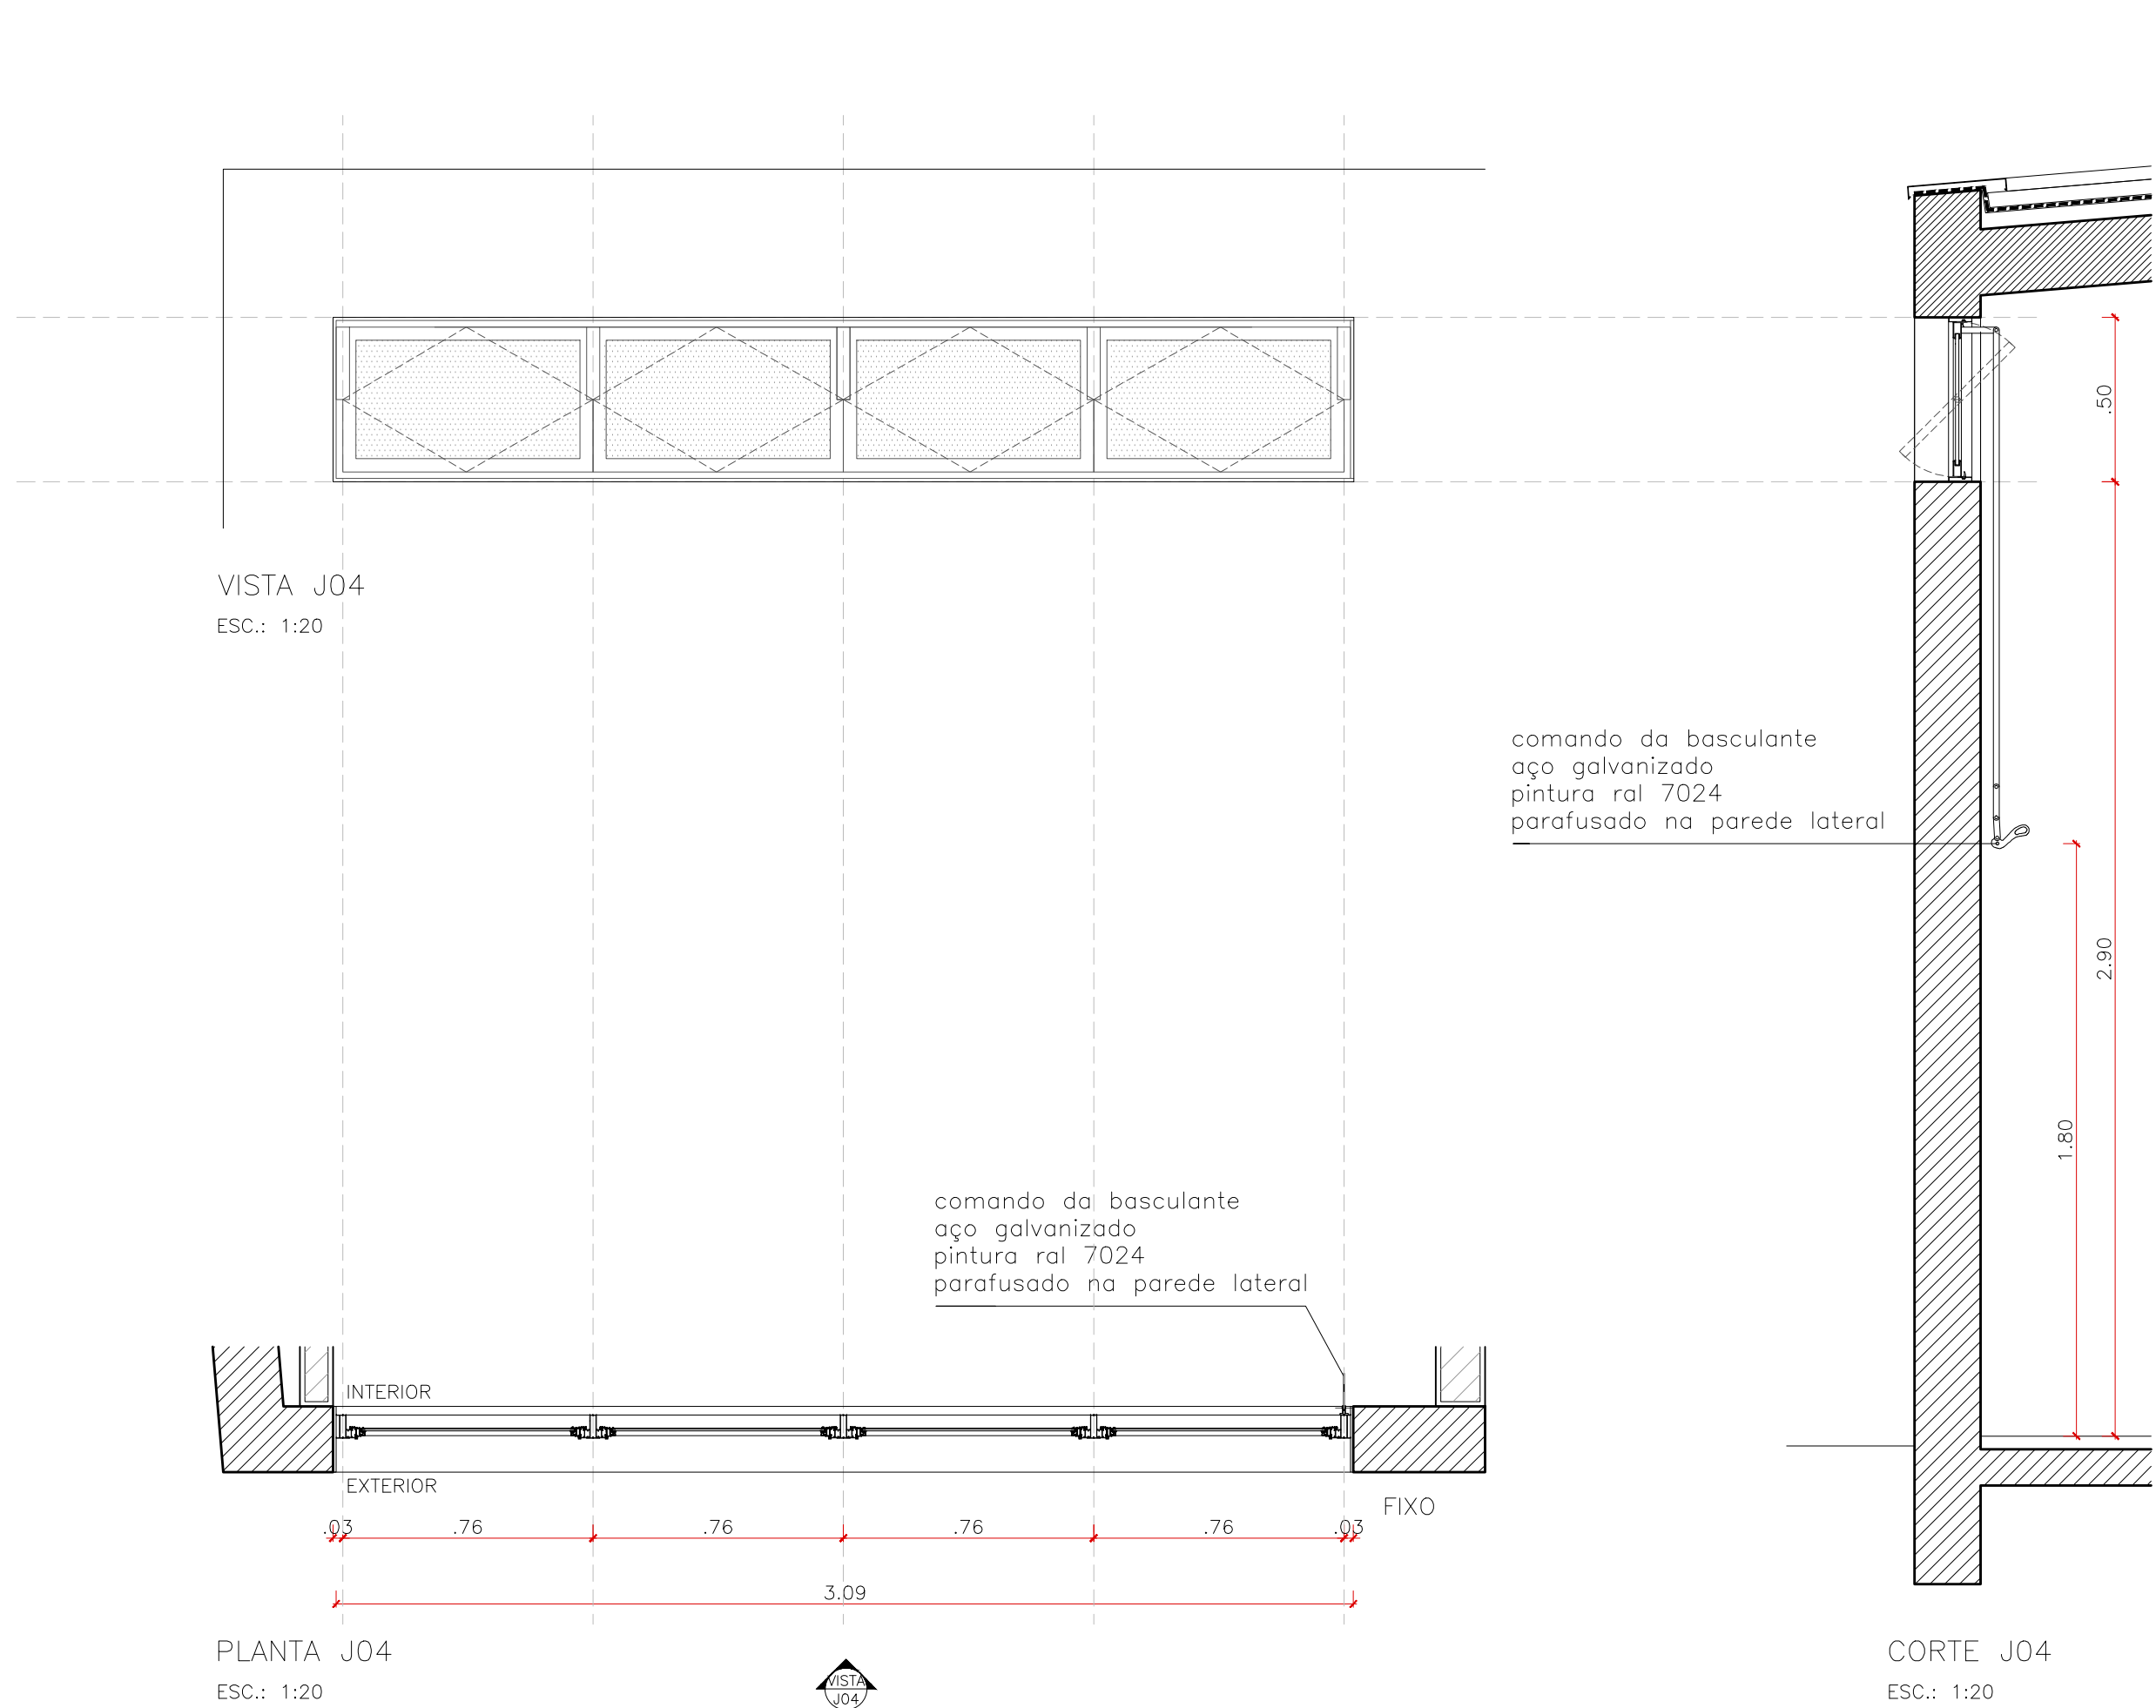 VISTA J04
ESC.: 1:20
.50
comando da basculante
aço galvanizado
pintura ral 7024
parafusado na parede lateral
2.90
1.80
comando da basculante
aço galvanizado
pintura ral 7024
parafusado na parede lateral
INTERIOR
EXTERIOR
FIXO
.03
.76
.76
.76
.76
.03
3.09
PLANTA J04
ESC.: 1:20
VISTA
J04
CORTE J04
ESC.: 1:20